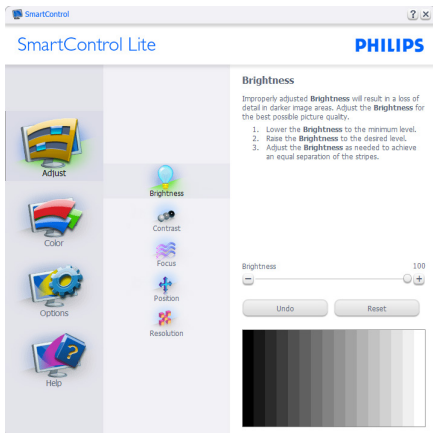 SmartControl
SmartControl Lite
PHILIPS
Adjust
Color
Options
Help
Brightness
Contrast
Focus
Position
Resolution
Brightness
Improperly adjusted Brightness will result in a loss of
detail in darker image areas. Adjust the Brightness for
the best possible picture quality.
1. Lower the Brightness to the minimum level.
2. Raise the Brightness to the desired level.
3. Adjust the Brightness as needed to achieve
an equal separation of the stripes.
Brightness 100
Undo Reset